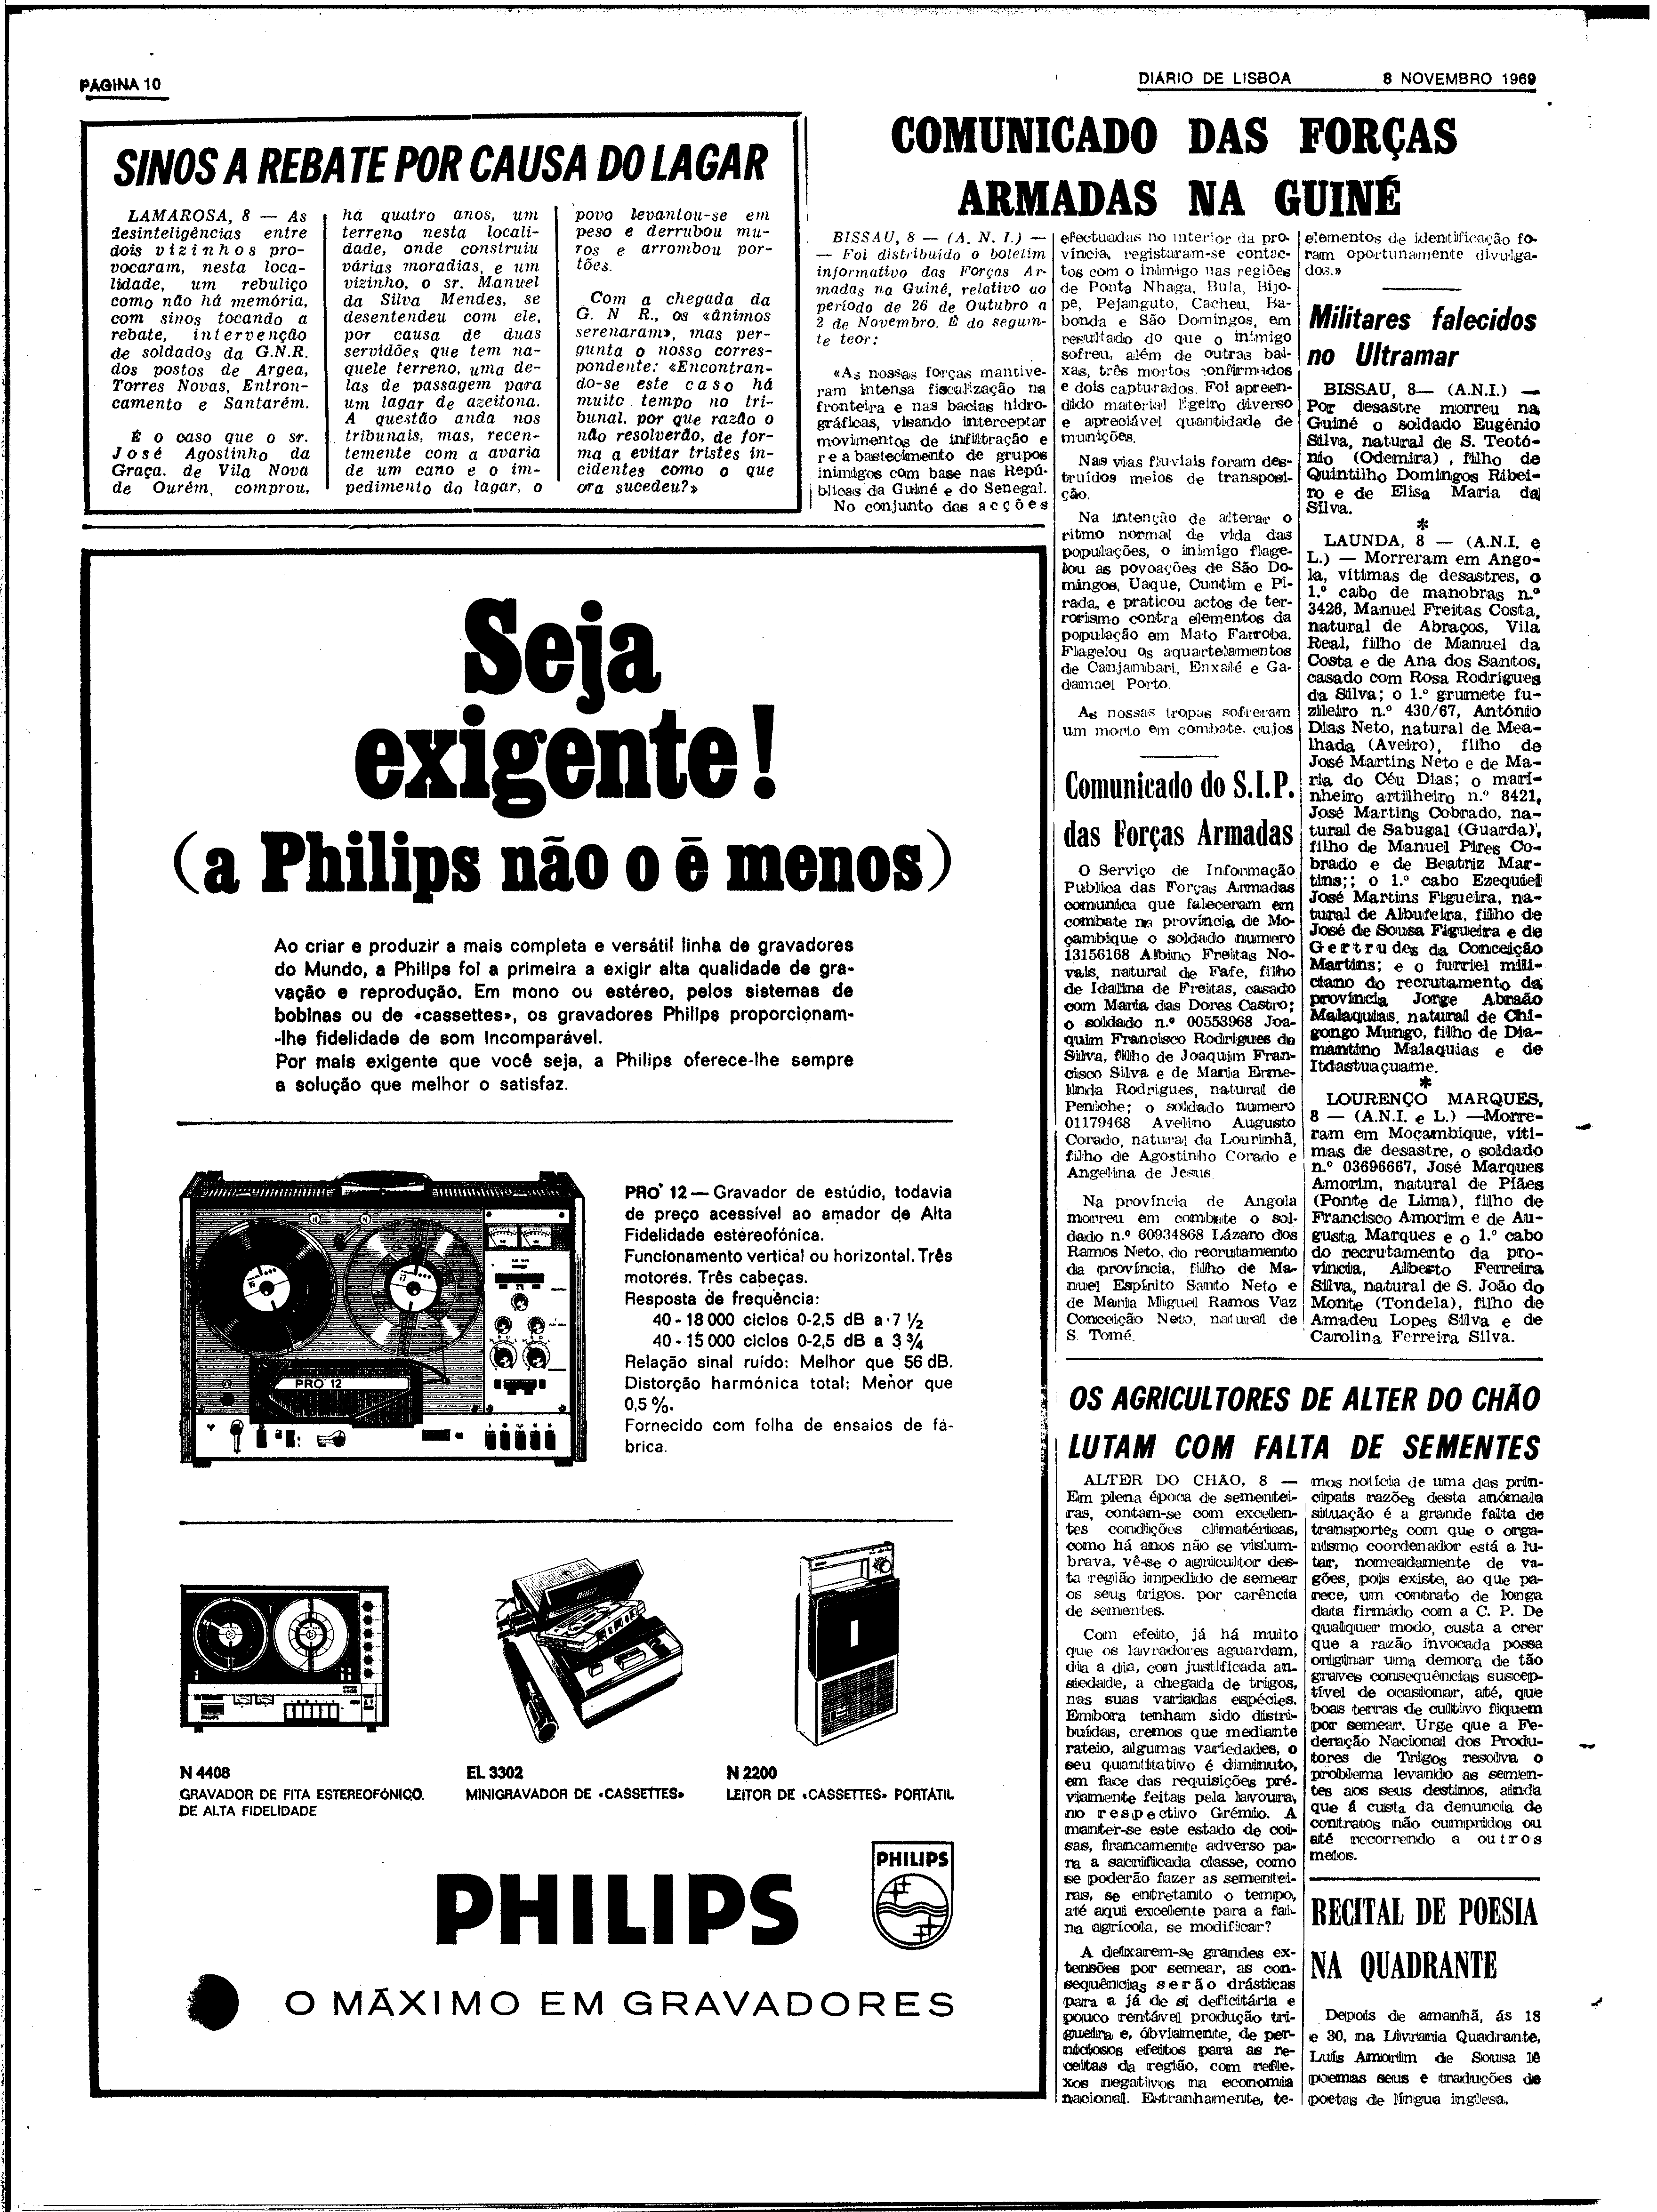 PÁGINA 10
DIÁRIO DE LISBOA 8 NOVEMBRO 1969
SINOS A REBATE POR CAUSA DO LAGAR
LAMAROSA, 8 — As
desinteligências entre
dois vizinhos pro-
vocaram, nesta loca-
lidade, um rebuliço
como não há memória,
com sinos tocando a
rebate, intervenção
de soldados da G.N.R.
dos postos de Argea,
Torres Novas, Entron-
camento e Santarém.
É o caso que o sr.
José Agostinho da
Graça, de Vila Nova
de Ourém, comprou,
há quatro anos, um
terreno nesta locali-
dade, onde construiu
várias moradias, e um
vizinho, o sr. Manuel
da Silva Mendes, se
desentendeu com ele,
por causa de duas
servidões que tem na-
quele terreno, uma de-
las de passagem para
um lagar de azeitona.
A questão anda nos
tribunais, mas, recen-
temente com a avaria
de um cano e o im-
pedimento do lagar, o
povo levantou-se em
peso e derrubou mu-
ros e arrombou por-
tões.
Com a chegada da
G. N R., os «ânimos
serenaram», mas per-
gunta o nosso corres-
pondente: «Encontran-
do-se este caso há
muito tempo no tri-
bunal, por que razão o
não resolverão, de for-
ma a evitar tristes in-
cidentes como o que
ora sucedeu?»
COMUNICADO DAS FORÇAS
ARMADAS NA GUINÉ
BISSAU, 8 — (A. N. I.) —
— Foi distribuído o boletim
informativo das Forças Ar-
madas na Guiné, relativo ao
período de 26 de Outubro a
2 de Novembro. É do seguin-
te teor:
«As nossas forças mantive-
ram intensa fiscalização na
fronteira e nas bacias hidro-
gráficas, visando interceptar
movimentos de infiltração e
reabastecimento de grupos
inimigos com base nas Repú-
blicas da Guiné e do Senegal.
No conjunto das acções
efectuadas no interior da pro-
víncia, registaram-se contac-
tos com o inimigo nas regiões
de Ponta Nhaga, Bula, Bijo-
pe, Pejanguto, Cacheu, Ba-
bonda e São Domingos, em
resultado do que o inimigo
sofreu, além de outras bai-
xas, três mortos confirmados
e dois capturados. Foi apreen-
dido material ligeiro diverso
e apreciável quantidade de
munições.
Nas vias fluviais foram des-
truídos meios de transposi-
ção.
Na intenção de alterar o
ritmo normal de vida das
populações, o inimigo flage-
lou as povoações de São Do-
mingos, Uaque, Cuntim e Pi-
rada, e praticou actos de ter-
rorismo contra elementos da
população em Mato Farroba.
Flagelou os aquartelamentos
de Canjambari, Enxalé e Ga-
damael Porto.
As nossas tropas sofreram
um morto em combate, cujos
elementos de identificação fo-
ram oportunamente divulga-
dos.»
Comunicado do S.I.P.
das Forças Armadas
O Serviço de Informação
Publica das Forças Armadas
comunica que faleceram em
combate na província de Mo-
çambique o soldado numero
13156168 Albino Freitas No-
vais, natural de Fafe, filho
de Idalina de Freitas, casado
com Maria das Dores Castro;
o soldado n.º 00553968 Joa-
quim Francisco Rodrigues da
Silva, filho de Joaquim Fran-
cisco Silva e de Maria Erme-
linda Rodrigues, natural de
Peniche; o soldado numero
01179468 Avelino Augusto
Corado, natural da Lourinhã,
filho de Agostinho Corado e
Angelina de Jesus
Na província de Angola
morreu em combate o sol-
dado n.º 60934868 Lázaro dos
Ramos Neto, do recrutamento
da província, filho de Ma-
nuel Espírito Santo Neto e
de Maria Miguel Ramos Vaz
Conceição Neto, natural de
S. Tomé.
Militares falecidos
no Ultramar
BISSAU, 8— (A.N.I.) —
Por desastre morreu na
Guiné o soldado Eugénio
Silva, natural de S. Teotó-
nio (Odemira) , filho de
Quintilho Domingos Ribei-
ro e de Elisa Maria da
Silva.
*
LAUNDA, 8 — (A.N.I. e
L.) — Morreram em Ango-
la, vítimas de desastres, o
1.º cabo de manobras n.º
3426, Manuel Freitas Costa,
natural de Abraços, Vila
Real, filho de Manuel da
Costa e de Ana dos Santos,
casado com Rosa Rodrigues
da Silva; o 1.º grumete fu-
zileiro n.º 430/67, António
Dias Neto, natural de Mea-
lhada (Aveiro), filho de
José Martins Neto e de Ma-
ria do Céu Dias; o mari-
nheiro artilheiro n.º 8421,
José Martins Cobrado, na-
tural de Sabugal (Guarda),
filho de Manuel Pires Co-
brado e de Beatriz Mar-
tins;; o 1.º cabo Ezequiel
José Martins Figueira, na-
tural de Albufeira, filho de
José de Sousa Figueira e de
Gertrudes da Conceição
Martins; e o furriel mili-
ciano do recrutamento da
província Jorge Abraão
Malaquias, natural de Chi-
gongo Mungo, filho de Dia-
mantino Malaquias e de
Itdastuaçuame.
*
LOURENÇO MARQUES,
8 — (A.N.I. e L.) —Morre-
ram em Moçambique, víti-
mas de desastre, o soldado
n.º 03696667, José Marques
Amorim, natural de Piães
(Ponte de Lima), filho de
Francisco Amorim e de Au-
gusta Marques e o 1.º cabo
do recrutamento da pro-
víncia, Alberto Ferreira
Silva, natural de S. João do
Monte (Tondela), filho de
Amadeu Lopes Silva e de
Carolina Ferreira Silva.
OS AGRICULTORES DE ALTER DO CHÃO
LUTAM COM FALTA DE SEMENTES
ALTER DO CHÃO, 8 —
Em plena época de sementei-
ras, contam-se com excelen-
tes condições climatéricas,
como há anos não se vislum-
brava, vê-se o agricultor des-
ta região impedido de semear
os seus trigos, por carência
de sementes.
Com efeito, já há muito
que os lavradores aguardam,
dia a dia, com justificada an-
siedade, a chegada de trigos,
nas suas variadas espécies.
Embora tenham sido distri-
buídas, cremos que mediante
rateio, algumas variedades, o
seu quantitativo é diminuto,
em face das requisições pré-
viamente feitas pela lavoura,
no respectivo Grémio. A
manter-se este estado de coi-
sas, francamente adverso pa-
ra a sacrificada classe, como
se poderão fazer as sementei-
ras, se entretanto o tempo,
até aqui excelente para a fai-
na agrícola, se modificar?
A deixarem-se grandes ex-
tensões por semear, as con-
sequências serão drásticas
para a já de si deficitária e
pouco rentável produção tri-
gueira e, óbviamente, de per-
niciosos efeitos para as re-
ceitas da região, com refle-
xos negativos na economia
nacional. Estranhamente, te-
mos notícia de uma das prin-
cipais razões desta anómala
situação é a grande falta de
transportes com que o orga-
nismo coordenador está a lu-
tar, nomeadamente de va-
gões, pois existe, ao que pa-
rece, um contrato de longa
data firmado com a C. P. De
qualquer modo, custa a crer
que a razão invocada possa
originar uma demora de tão
graves consequências suscep-
tível de ocasionar, até, que
boas terras de cultivo fiquem
por semear. Urge que a Fe-
deração Nacional dos Produ-
tores de Trigos resolva o
problema levando as semen-
tes aos seus destinos, ainda
que á custa da denuncia de
contratos não cumpridos ou
até recorrendo a outros
meios.
RECITAL DE POESIA
NA QUADRANTE
Depois de amanhã, ás 18
e 30, na Livraria Quadrante,
Luís Amorim de Sousa lê
poemas seus e traduções de
poetas de língua inglesa.
Seja
exigente!
(a Philips não o é menos)
Ao criar e produzir a mais completa e versátil linha de gravadores
do Mundo, a Philips foi a primeira a exigir alta qualidade de gra-
vação e reprodução. Em mono ou estéreo, pelos sistemas de
bobinas ou de «cassettes», os gravadores Philips proporcionam-
-lhe fidelidade de som incomparável.
Por mais exigente que você seja, a Philips oferece-lhe sempre
a solução que melhor o satisfaz.
PRO' 12
PRO' 12 — Gravador de estúdio, todavia
de preço acessível ao amador de Alta
Fidelidade estereofónica.
Funcionamento vertical ou horizontal. Três
motores. Três cabeças.
Resposta de frequência:
40 - 18 000 ciclos 0-2,5 dB a 7 ½
40 - 15 000 ciclos 0-2,5 dB a 3 ¾
Relação sinal ruído: Melhor que 56 dB.
Distorção harmónica total: Menor que
0,5 %.
Fornecido com folha de ensaios de fá-
brica.
N 4408
GRAVADOR DE FITA ESTEREOFÓNICO.
DE ALTA FIDELIDADE
EL 3302
MINIGRAVADOR DE «CASSETTES»
N 2200
LEITOR DE «CASSETTES» PORTÁTIL
PHILIPS
PHILIPS
O MÁXIMO EM GRAVADORES